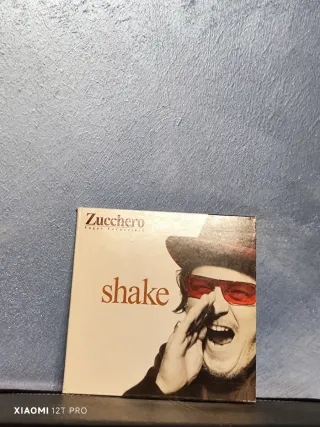 Zucchero
Sugar Fornaciari
shake
XIAOMI 12T PRO